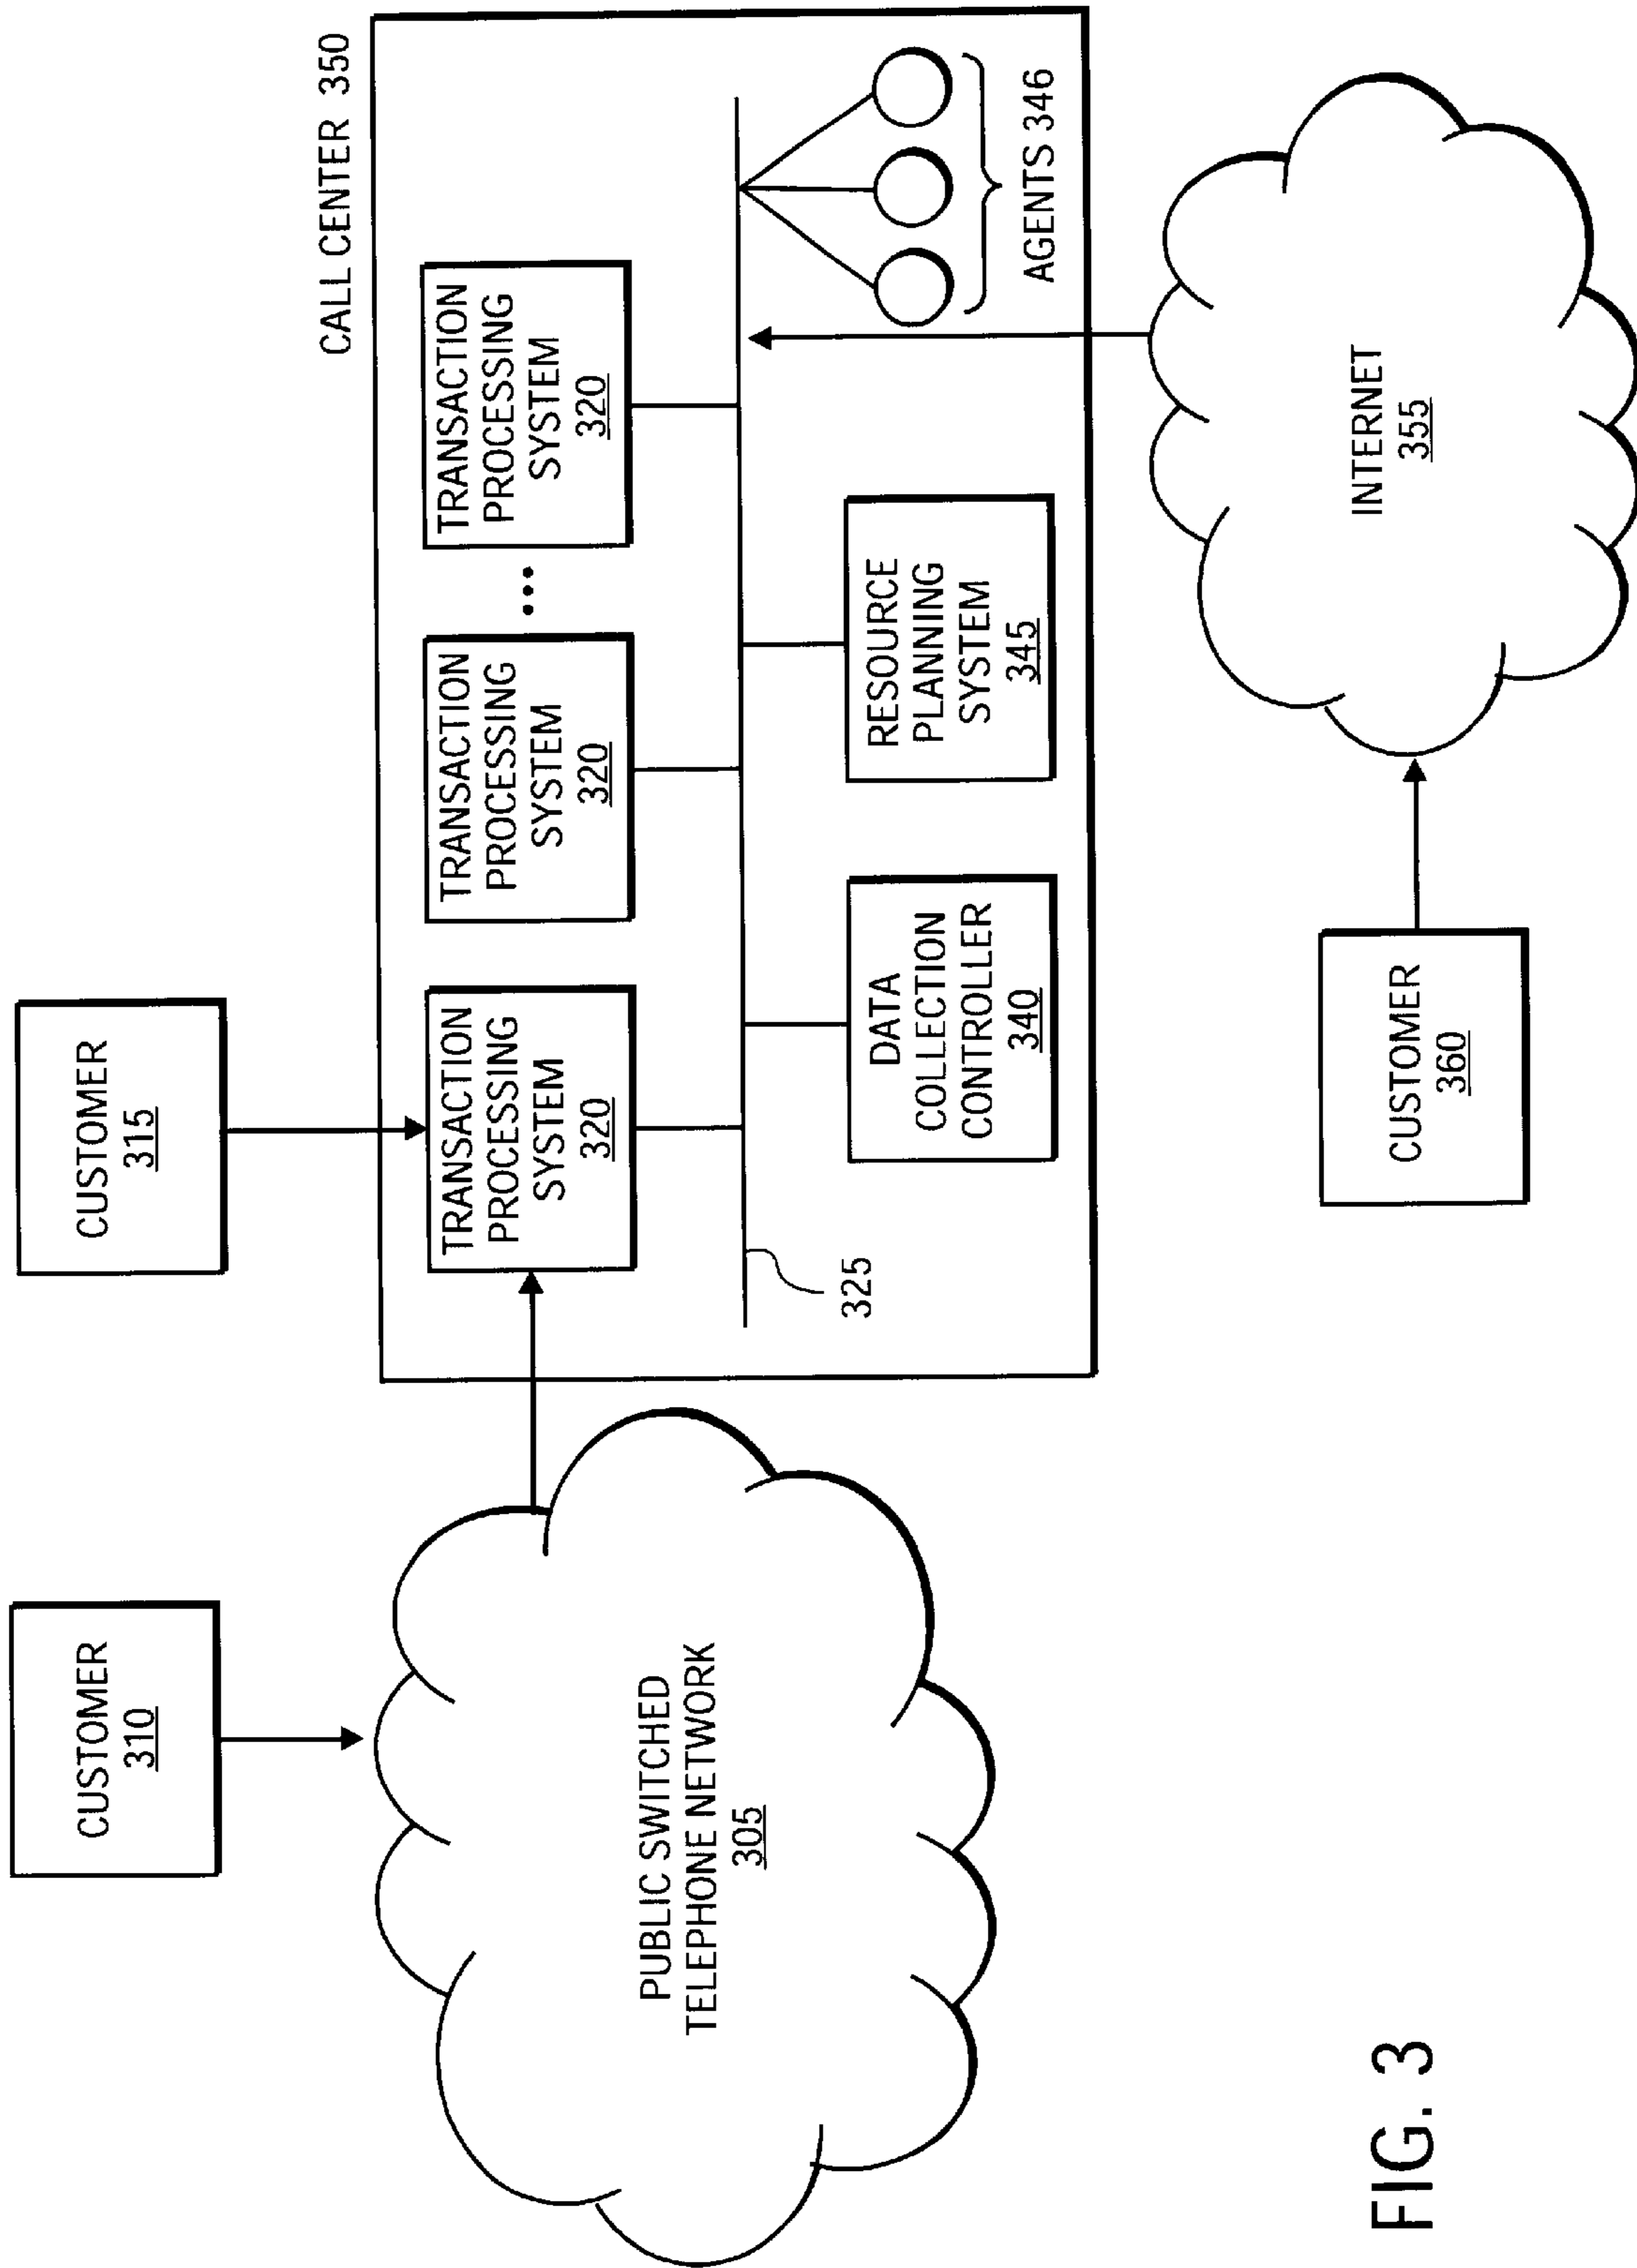 CUSTOMER
310
CUSTOMER
315
CALL CENTER 350
TRANSACTION
PROCESSING
SYSTEM
320
TRANSACTION
PROCESSING
SYSTEM
320
...
TRANSACTION
PROCESSING
SYSTEM
320
PUBLIC SWITCHED
TELEPHONE NETWORK
305
325
DATA
COLLECTION
CONTROLLER
340
RESOURCE
PLANNING
SYSTEM
345
AGENTS 346
CUSTOMER
360
INTERNET
355
FIG. 3